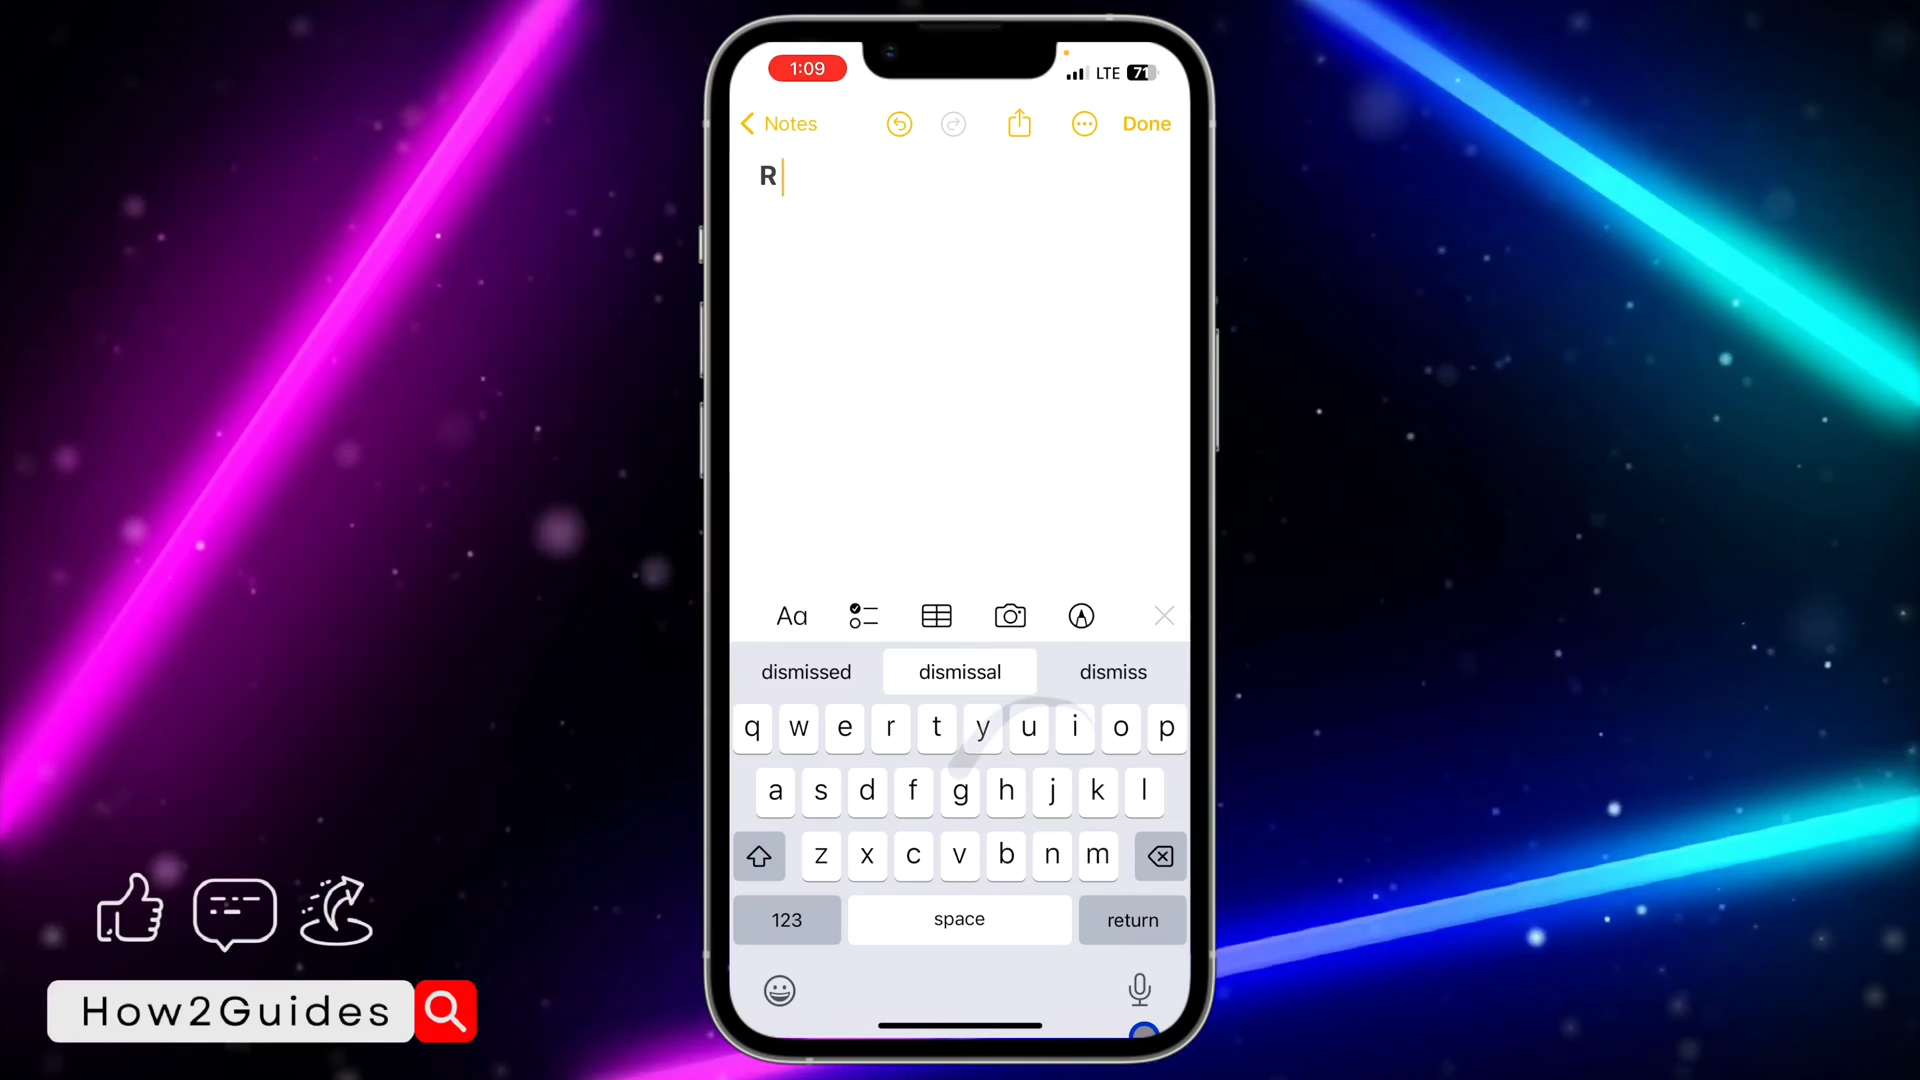 1:09
LTE 71
Notes
Done
R
Aa
dismissed dismissal dismiss
q w e r t y u i o p
a s d f g h j k l
z x c v b n m
123 space return
How2Guides